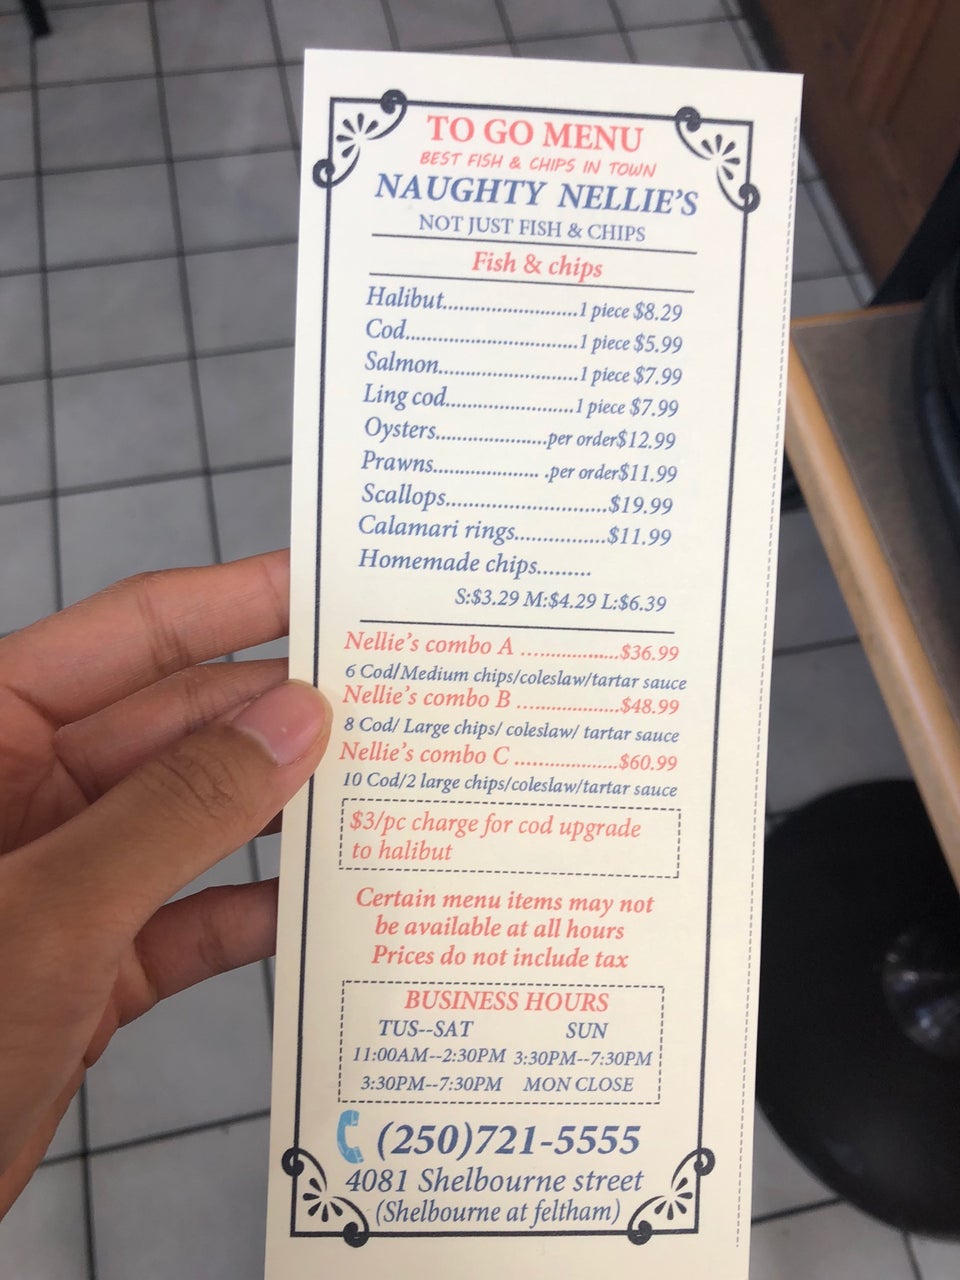 TO GO MENU
BEST FISH & CHIPS IN TOWN
NAUGHTY NELLIE'S
NOT JUST FISH & CHIPS
Fish & chips
Halibut..............................1 piece $8.29
Cod......................................1 piece $5.99
Salmon..............................1 piece $7.99
Ling cod............................1 piece $7.99
Oysters........................per order$12.99
Prawns....................... .per order$11.99
Scallops...................................$19.99
Calamari rings....................$11.99
Homemade chips.........
S:$3.29 M:$4.29 L:$6.39
Nellie's combo A ...................$36.99
6 Cod/Medium chips/coleslaw/tartar sauce
Nellie's combo B ....................$48.99
8 Cod/ Large chips/ coleslaw/ tartar sauce
Nellie's combo C ....................$60.99
10 Cod/2 large chips/coleslaw/tartar sauce
$3/pc charge for cod upgrade
to halibut
Certain menu items may not
be available at all hours
Prices do not include tax
BUSINESS HOURS
TUS--SAT SUN
11:00AM--2:30PM 3:30PM--7:30PM
3:30PM--7:30PM MON CLOSE
(250)721-5555
4081 Shelbourne street
(Shelbourne at feltham)